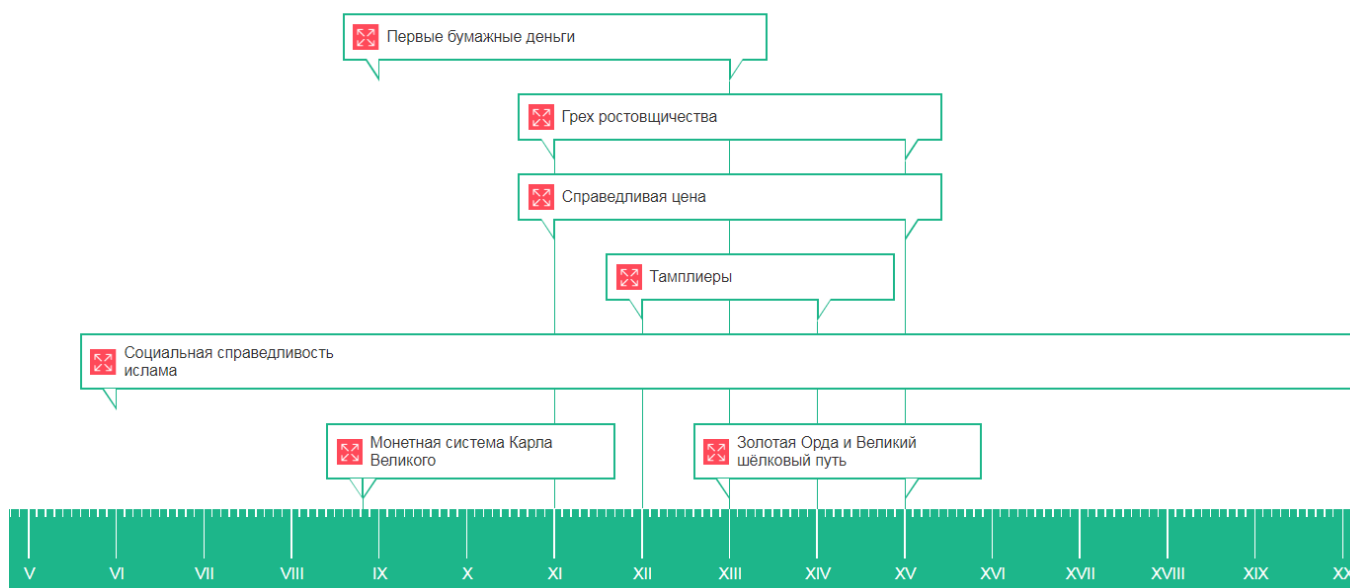 Первые бумажные деньги
Грех ростовщичества
Справедливая цена
Тамплиеры
Социальная справедливость
ислама
Монетная система Карла
Великого
Золотая Орда и Великий
шёлковый путь
V VI VII VIII IX X XI XII XIII XIV XV XVI XVII XVIII XIX XX